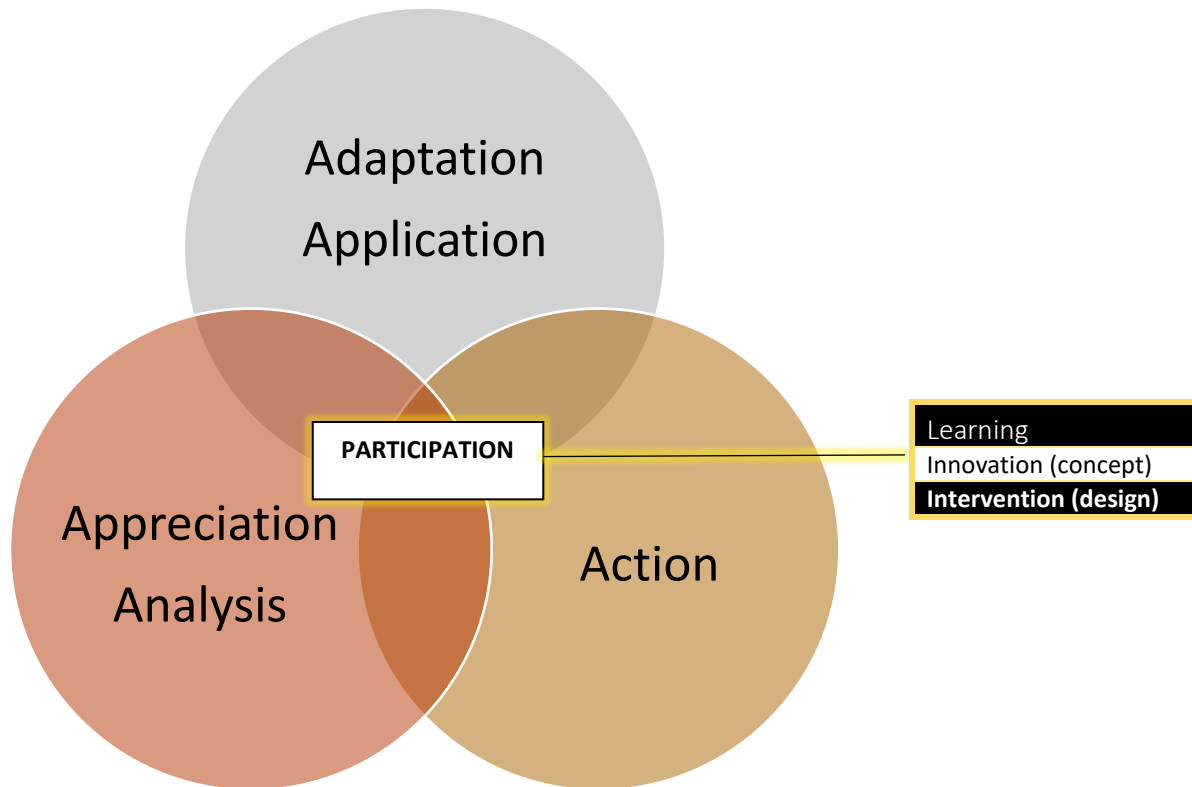 Adaptation
Application
PARTICIPATION
Learning
Innovation (concept)
Intervention (design)
Appreciation
Analysis
Action